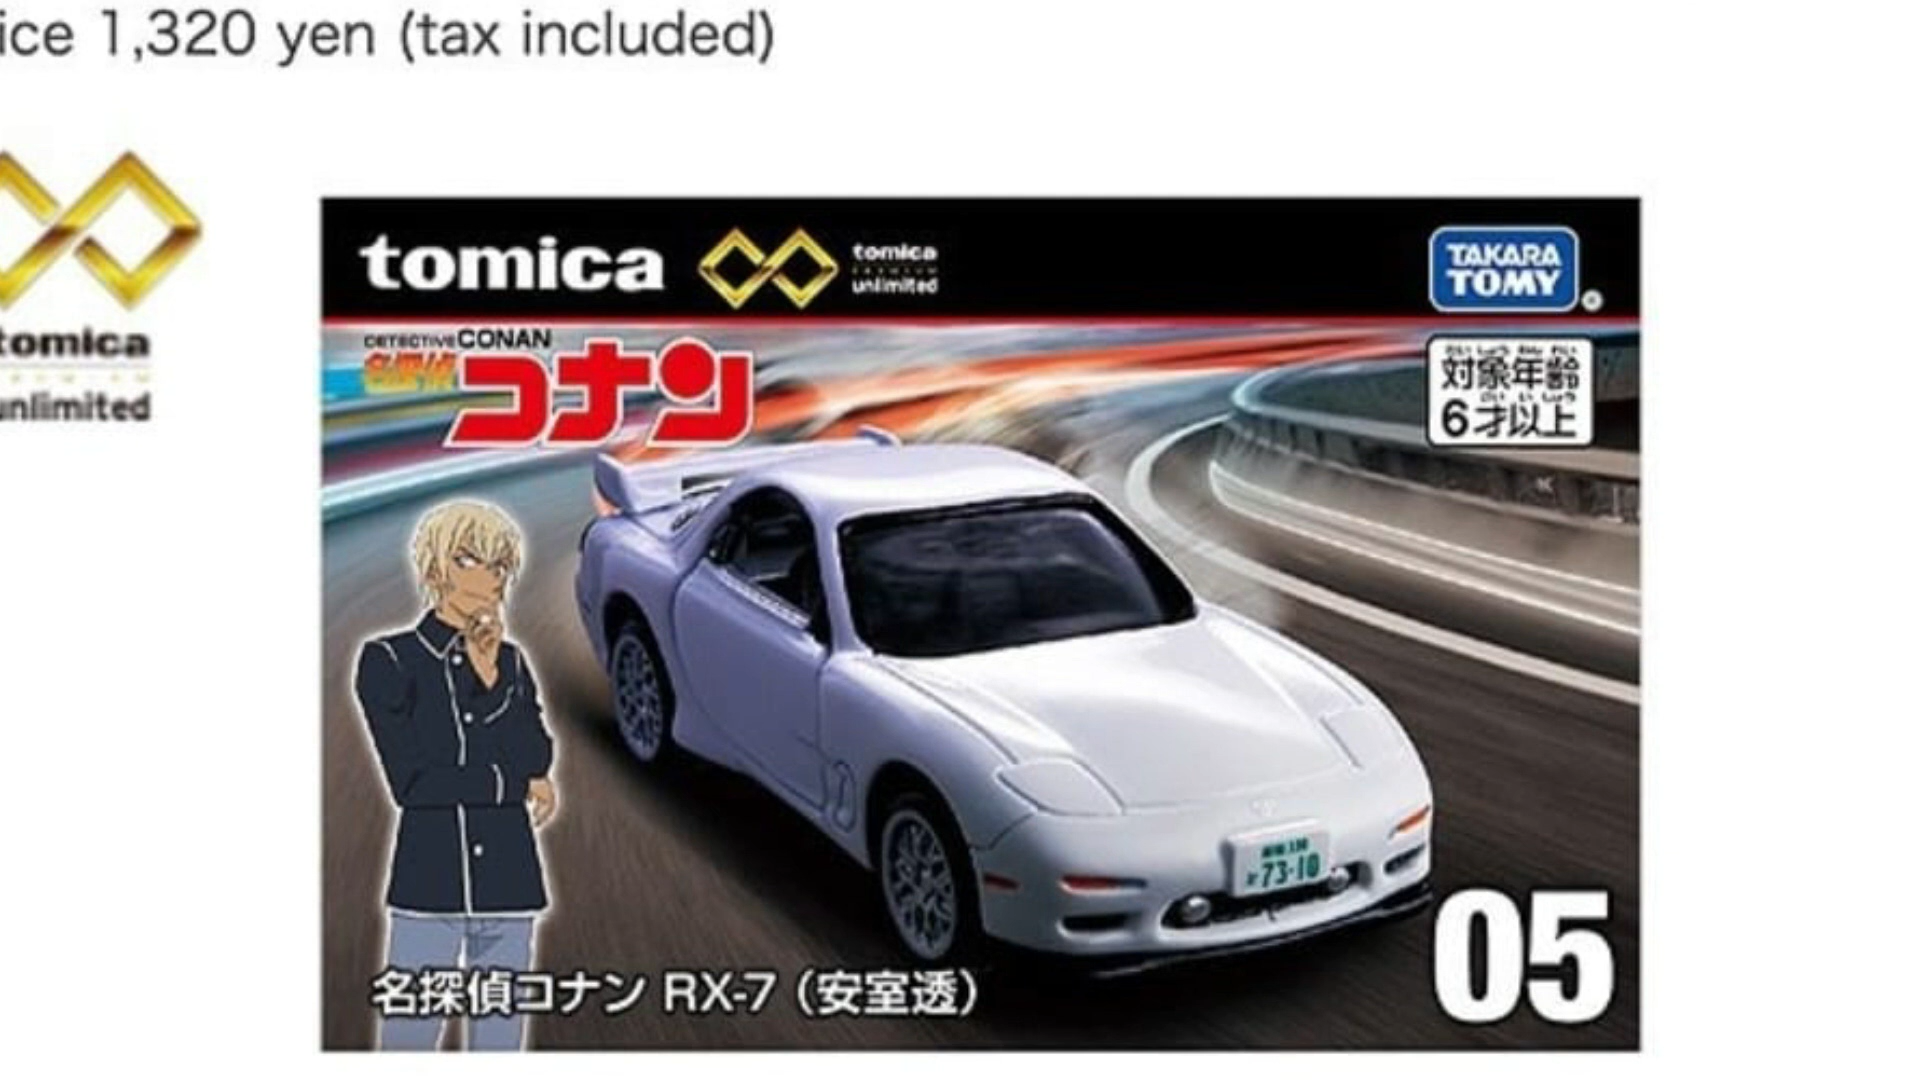 ice 1,320 yen (tax included)
tomica
unlimited
tomica
tomica
PREMIUM
unlimited
TAKARA
TOMY
DETECTIVE CONAN
名探偵
コナン
対象年齢
6才以上
73-10
05
名探偵コナン RX-7(安室透)